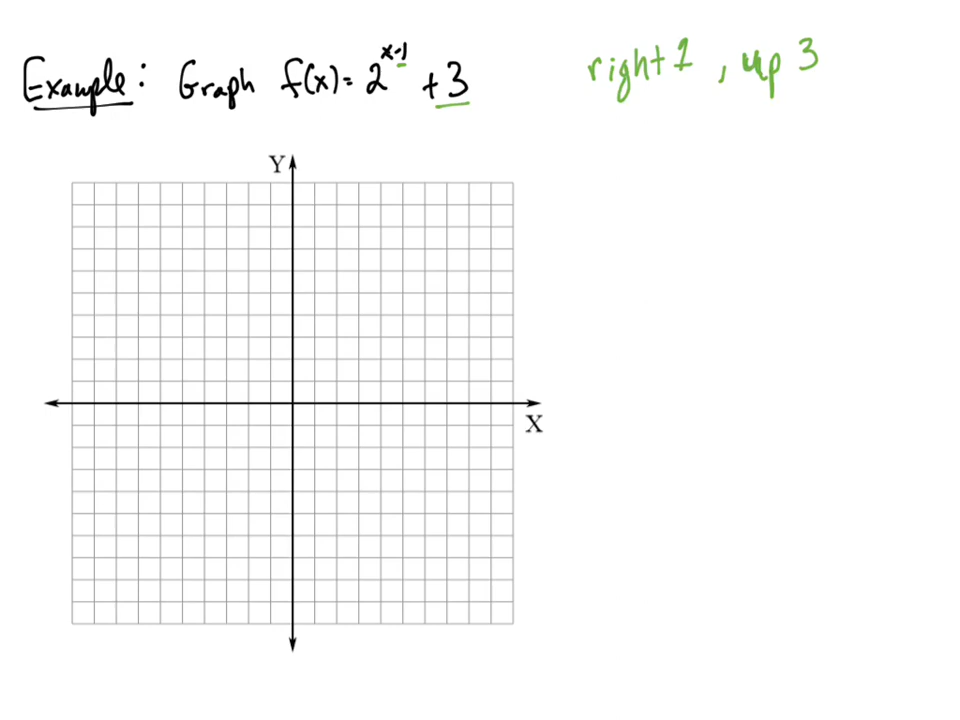 Example: Graph f(x) = 2^(x-1) + 3 right 1, up 3
Y
X